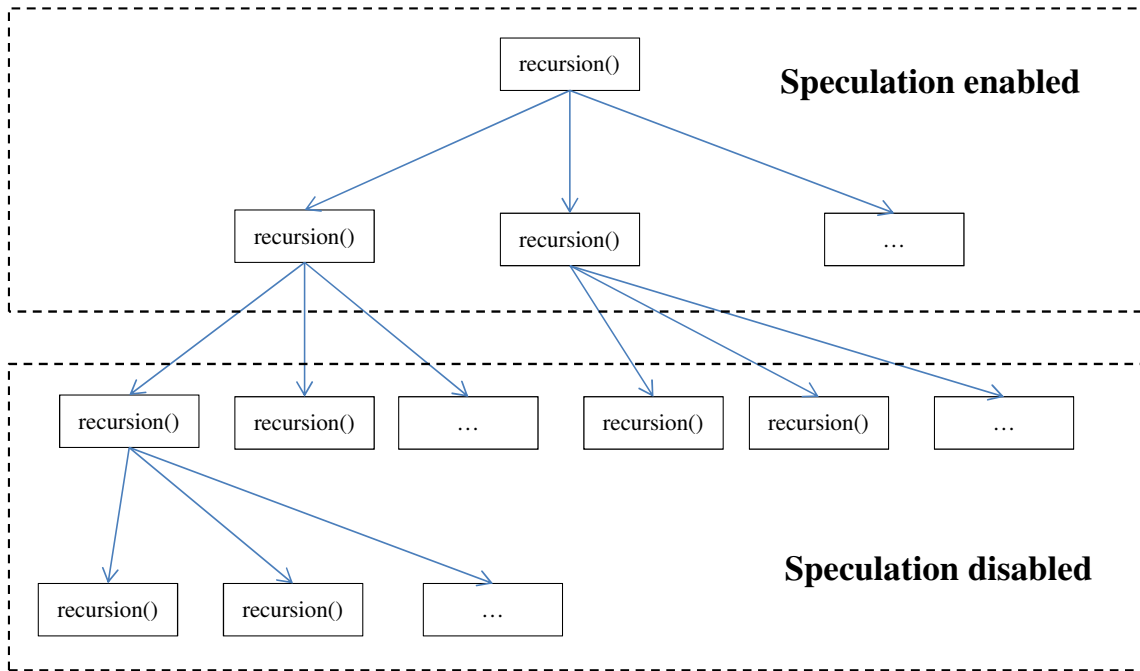 recursion()
Speculation enabled
recursion()
recursion()
…
recursion()
recursion()
…
recursion()
recursion()
…
Speculation disabled
recursion()
recursion()
…